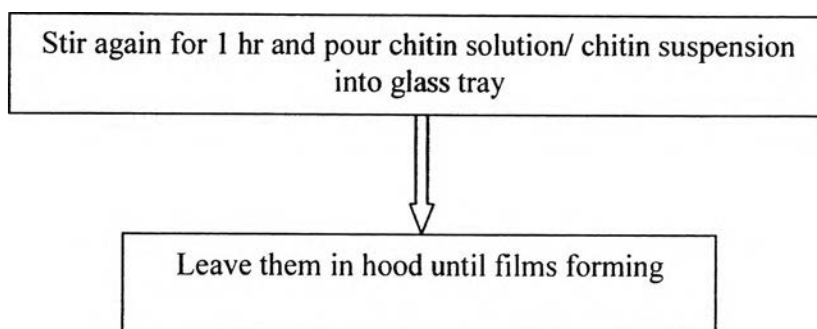 Stir again for 1 hr and pour chitin solution/ chitin suspension
into glass tray
Leave them in hood until films forming